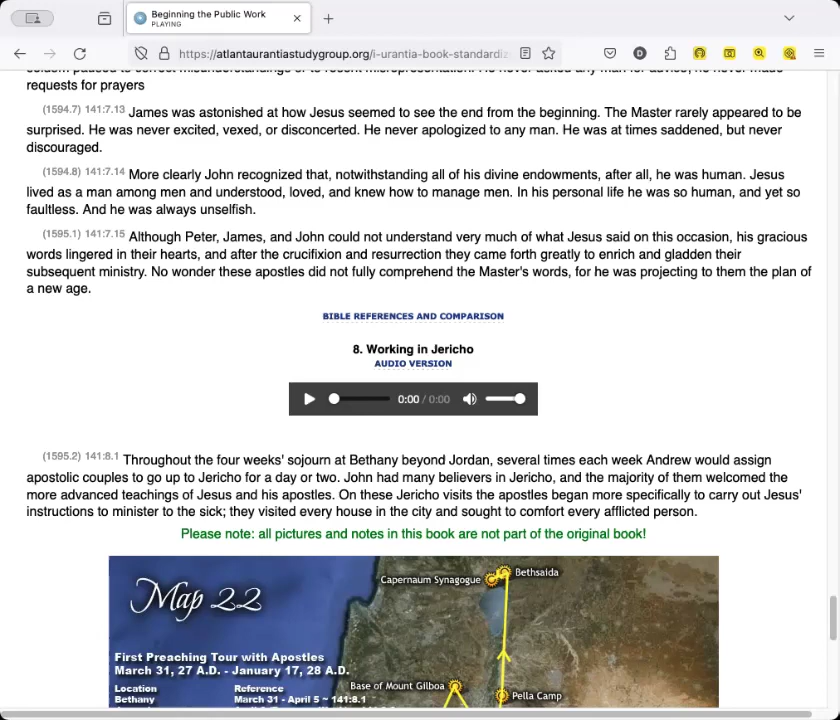 Beginning the Public Work
PLAYING
https://atlantaurantiastudygroup.org/i-urantia-book-standardiz
requests for prayers
(1594.7) 141:7.13 James was astonished at how Jesus seemed to see the end from the beginning. The Master rarely appeared to be
surprised. He was never excited, vexed, or disconcerted. He never apologized to any man. He was at times saddened, but never
discouraged.
(1594.8) 141:7.14 More clearly John recognized that, notwithstanding all of his divine endowments, after all, he was human. Jesus
lived as a man among men and understood, loved, and knew how to manage men. In his personal life he was so human, and yet so
faultless. And he was always unselfish.
(1595.1) 141:7.15 Although Peter, James, and John could not understand very much of what Jesus said on this occasion, his gracious
words lingered in their hearts, and after the crucifixion and resurrection they came forth greatly to enrich and gladden their
subsequent ministry. No wonder these apostles did not fully comprehend the Master's words, for he was projecting to them the plan of
a new age.
BIBLE REFERENCES AND COMPARISON
8. Working in Jericho
AUDIO VERSION
0:00 / 0:00
(1595.2) 141:8.1 Throughout the four weeks' sojourn at Bethany beyond Jordan, several times each week Andrew would assign
apostolic couples to go up to Jericho for a day or two. John had many believers in Jericho, and the majority of them welcomed the
more advanced teachings of Jesus and his apostles. On these Jericho visits the apostles began more specifically to carry out Jesus'
instructions to minister to the sick; they visited every house in the city and sought to comfort every afflicted person.
Please note: all pictures and notes in this book are not part of the original book!
Map 22
Capernaum Synagogue
Bethsaida
First Preaching Tour with Apostles
March 31, 27 A.D. - January 17, 28 A.D.
Base of Mount Gilboa
Pella Camp
Location Reference
Bethany March 31 - April 5 ~ 141:8.1